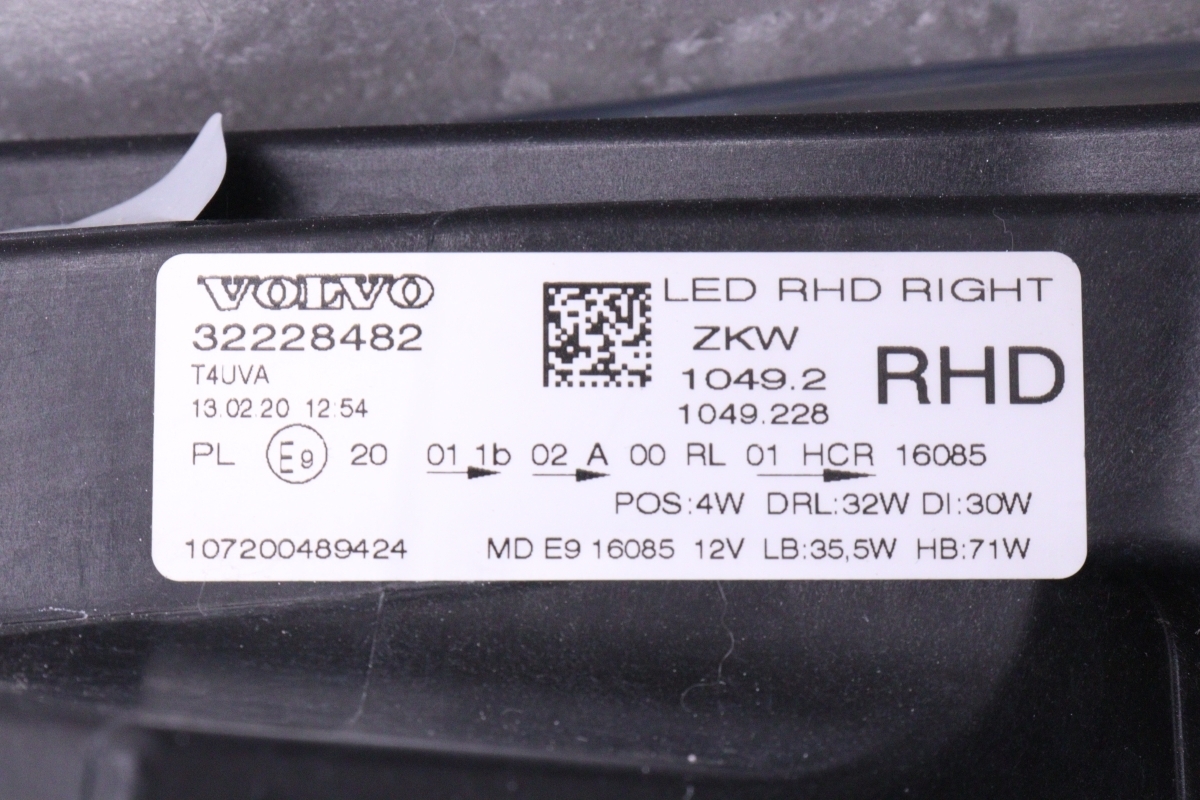 VOLVO
32228482
T4UVA
13.02.20 12:54
LED RHD RIGHT
ZKW
1049.2
1049.228
RHD
PL E9 20 01 1b 02 A 00 RL 01 HCR 16085
POS:4W DRL:32W DI:30W
107200489424 MD E9 16085 12V LB:35,5W HB:71W